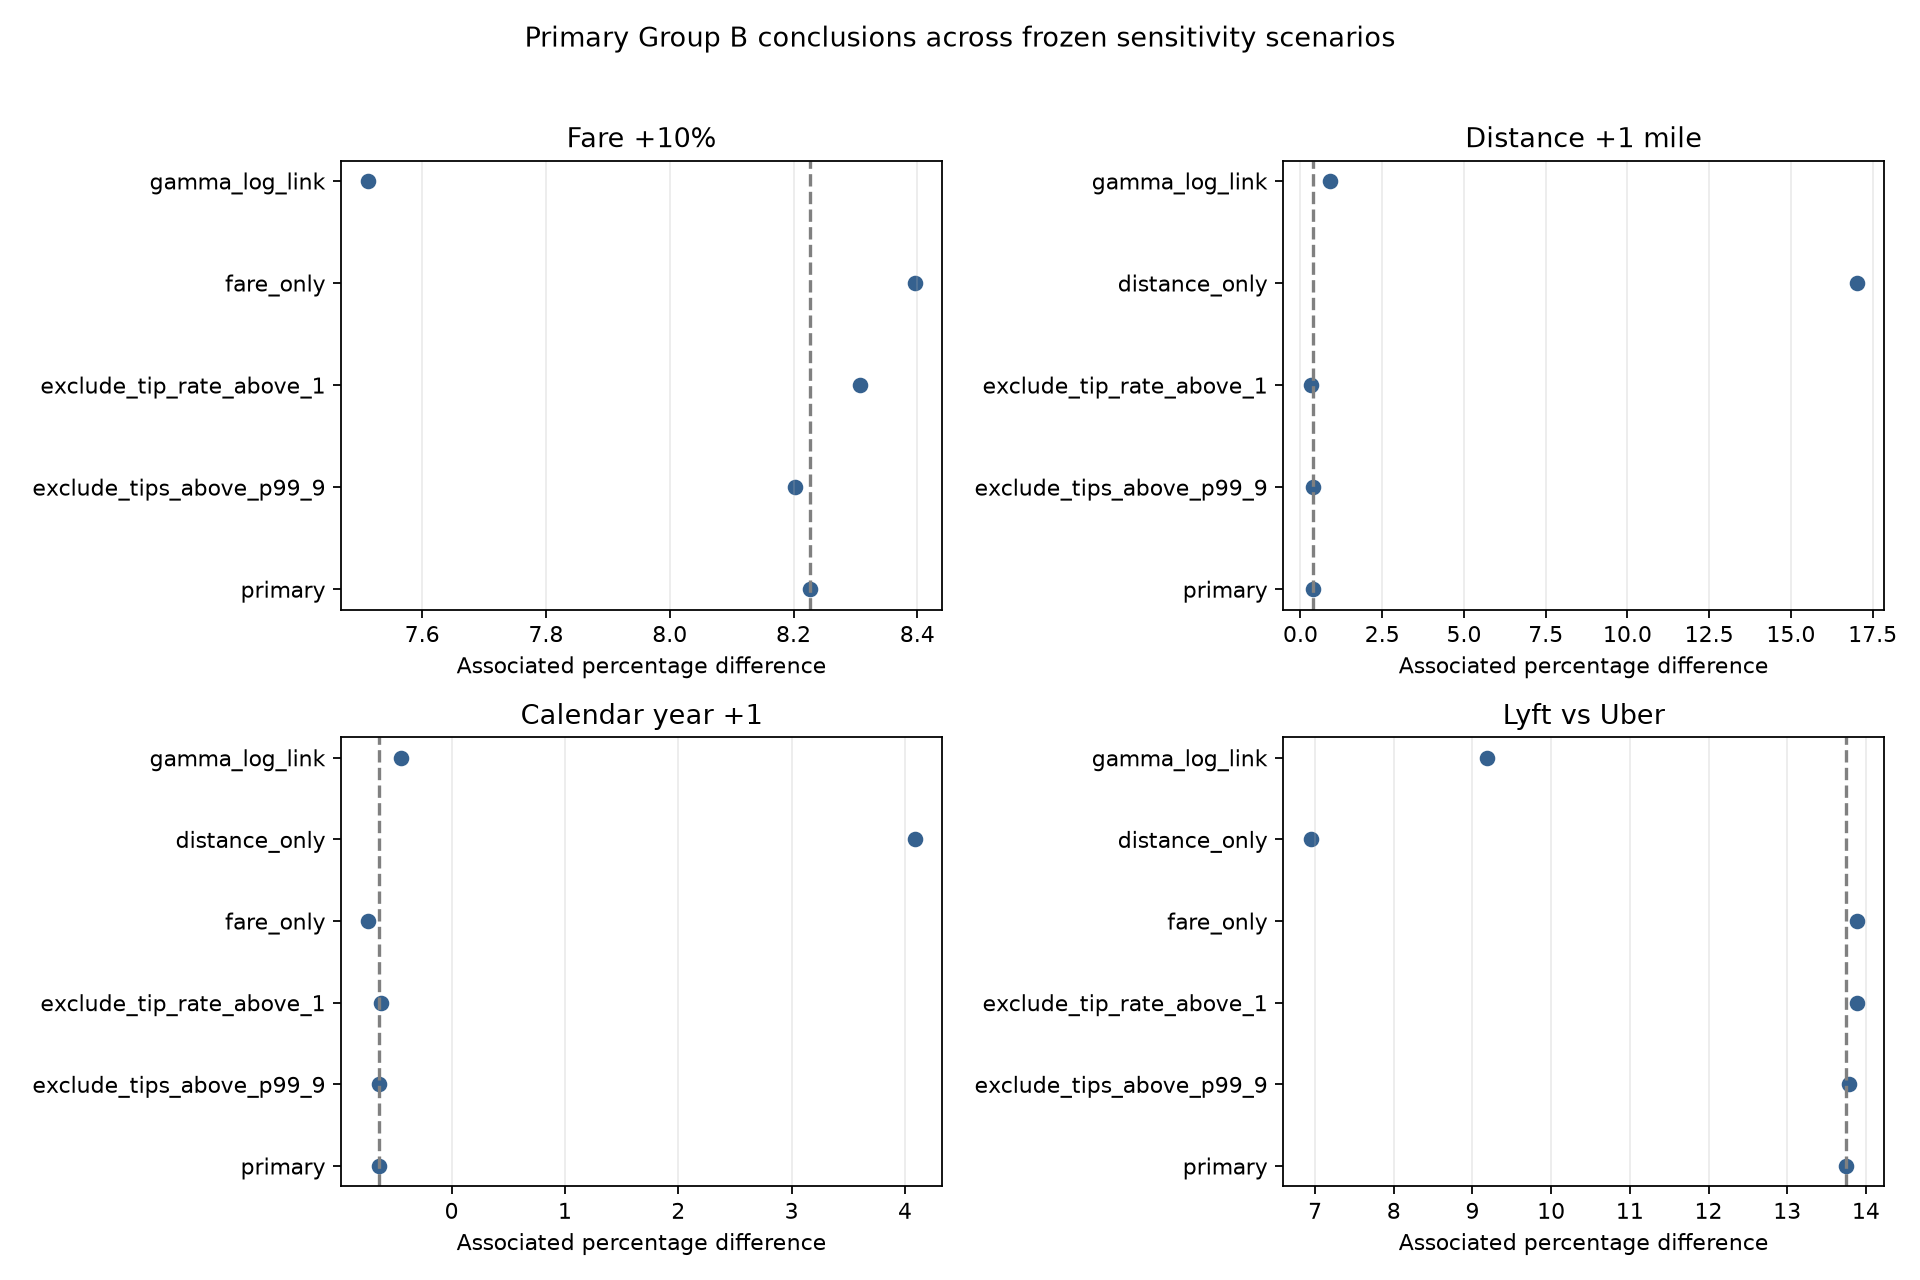 Primary Group B conclusions across frozen sensitivity scenarios
Fare +10%
gamma_log_link
fare_only
exclude_tip_rate_above_1
exclude_tips_above_p99_9
primary
7.6 7.8 8.0 8.2 8.4
Associated percentage difference
Distance +1 mile
gamma_log_link
distance_only
exclude_tip_rate_above_1
exclude_tips_above_p99_9
primary
0.0 2.5 5.0 7.5 10.0 12.5 15.0 17.5
Associated percentage difference
Calendar year +1
gamma_log_link
distance_only
fare_only
exclude_tip_rate_above_1
exclude_tips_above_p99_9
primary
0 1 2 3 4
Associated percentage difference
Lyft vs Uber
gamma_log_link
distance_only
fare_only
exclude_tip_rate_above_1
exclude_tips_above_p99_9
primary
7 8 9 10 11 12 13 14
Associated percentage difference